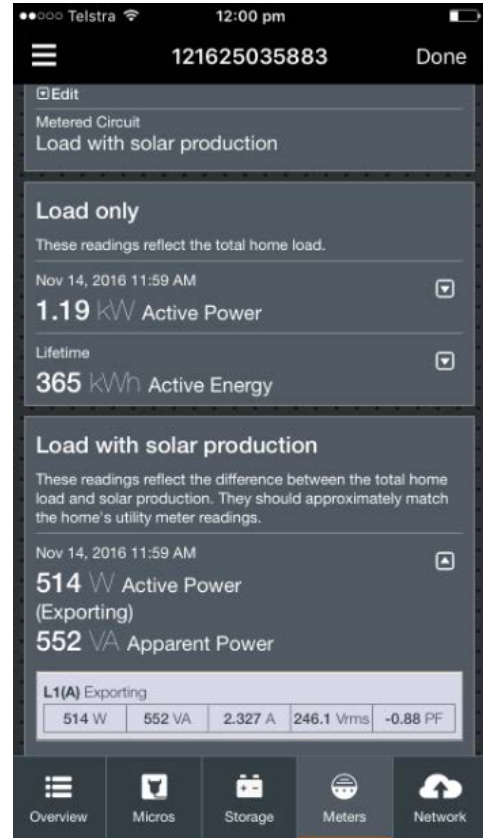 Telstra 12:00 pm
121625035883 Done
Edit
Metered Circuit
Load with solar production
Load only
These readings reflect the total home load.
Nov 14, 2016 11:59 AM
1.19 kW Active Power
Lifetime
365 kWh Active Energy
Load with solar production
These readings reflect the difference between the total home
load and solar production. They should approximately match
the home's utility meter readings.
Nov 14, 2016 11:59 AM
514 W Active Power
(Exporting)
552 VA Apparent Power
L1(A) Exporting
514 W 552 VA 2.327 A 246.1 Vrms -0.88 PF
Overview Micros Storage Meters Network